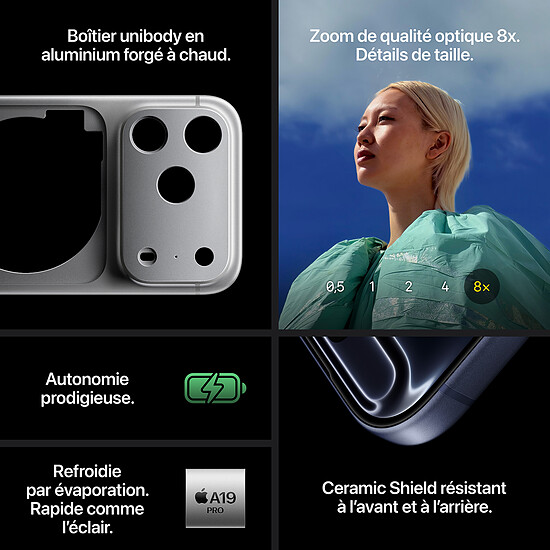 Boîtier unibody en
aluminium forgé à chaud.
Zoom de qualité optique 8x.
Détails de taille.
0,5 1 2 4 8×
Autonomie
prodigieuse.
Refroidie
par évaporation.
Rapide comme
l’éclair.
A19
PRO
Ceramic Shield résistant
à l’avant et à l’arrière.